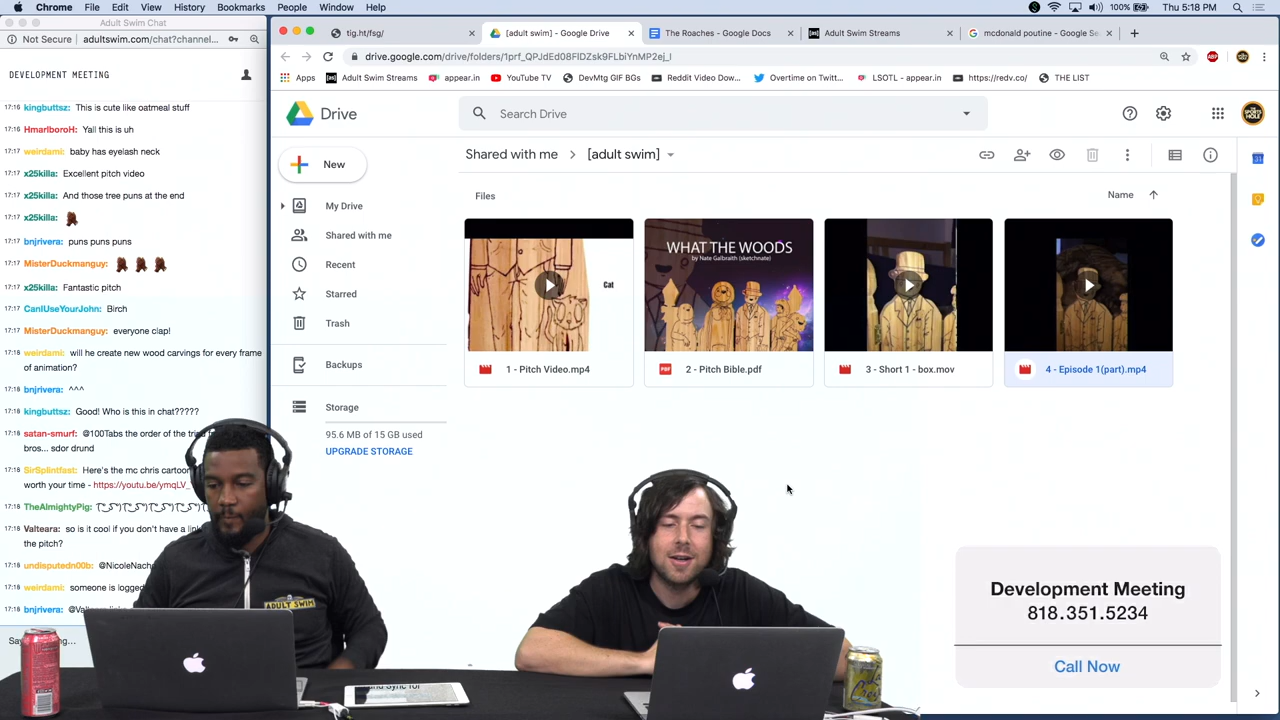 Chrome File Edit View History Bookmarks People Window Help
100% Thu 5:18 PM
Adult Swim Chat
Not Secure adultswim.com/chat?channel...
DEVELOPMENT MEETING
17:16 kingbuttsz: This is cute like oatmeal stuff
17:16 HmarlboroH: Yall this is uh
17:17 weirdami: baby has eyelash neck
17:17 x25killa: Excellent pitch video
17:17 x25killa: And those tree puns at the end
17:17 x25killa:
17:17 bnjrivera: puns puns puns
17:17 MisterDuckmanguy:
17:17 x25killa: Fantastic pitch
17:17 CanIUseYourJohn: Birch
17:17 MisterDuckmanguy: everyone clap!
17:18 weirdami: will he create new wood carvings for every frame
of animation?
17:18 bnjrivera: ^^^
17:18 kingbuttsz: Good! Who is this in chat?????
17:18 satan-smurf: @100Tabs the order of the
bros... sdor drund
17:18 SirSplintfast: Here's the mc chris cartoon
worth your time - https://youtu.be/ymqLV_
17:18 TheAlmightyPig:
17:18 Valteara: so is it cool if you don't have a
the pitch?
17:18 undisputedn00b:
17:18 weirdami: someone is logged
17:18 bnjrivera:
tig.ht/fsg/
[adult swim] - Google Drive
The Roaches - Google Docs
Adult Swim Streams
mcdonald poutine - Google Se
Apps Adult Swim Streams appear.in YouTube TV DevMtg GIF BGs Reddit Video Dow... Overtime on Twitt... LSOTL - appear.in https://redv.co/ THE LIST
Drive
Search Drive
New
Shared with me > [adult swim]
Files
Name
My Drive
Shared with me
Recent
Starred
Trash
Backups
Storage
95.6 MB of 15 GB used
UPGRADE STORAGE
Cat
WHAT THE WOODS
by Nate Galbraith (sketchnate)
1 - Pitch Video.mp4
PDF 2 - Pitch Bible.pdf
3 - Short 1 - box.mov
4 - Episode 1(part).mp4
ADULT SWIM
Development Meeting
818.351.5234
Call Now